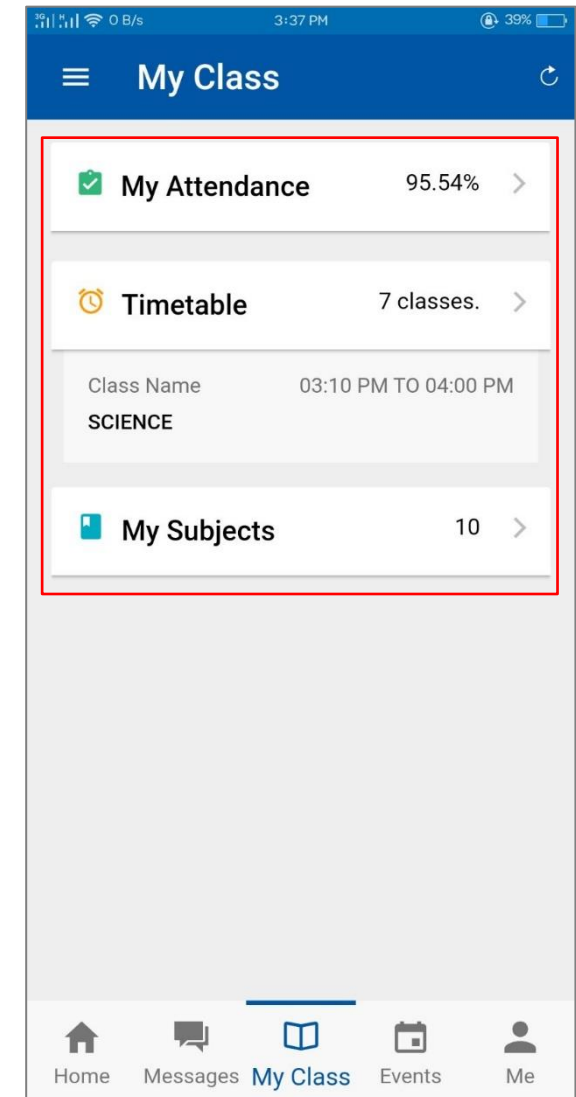 3G H 0 B/s 3:37 PM 39%
My Class
My Attendance 95.54%
Timetable 7 classes.
Class Name 03:10 PM TO 04:00 PM
SCIENCE
My Subjects 10
Home Messages My Class Events Me